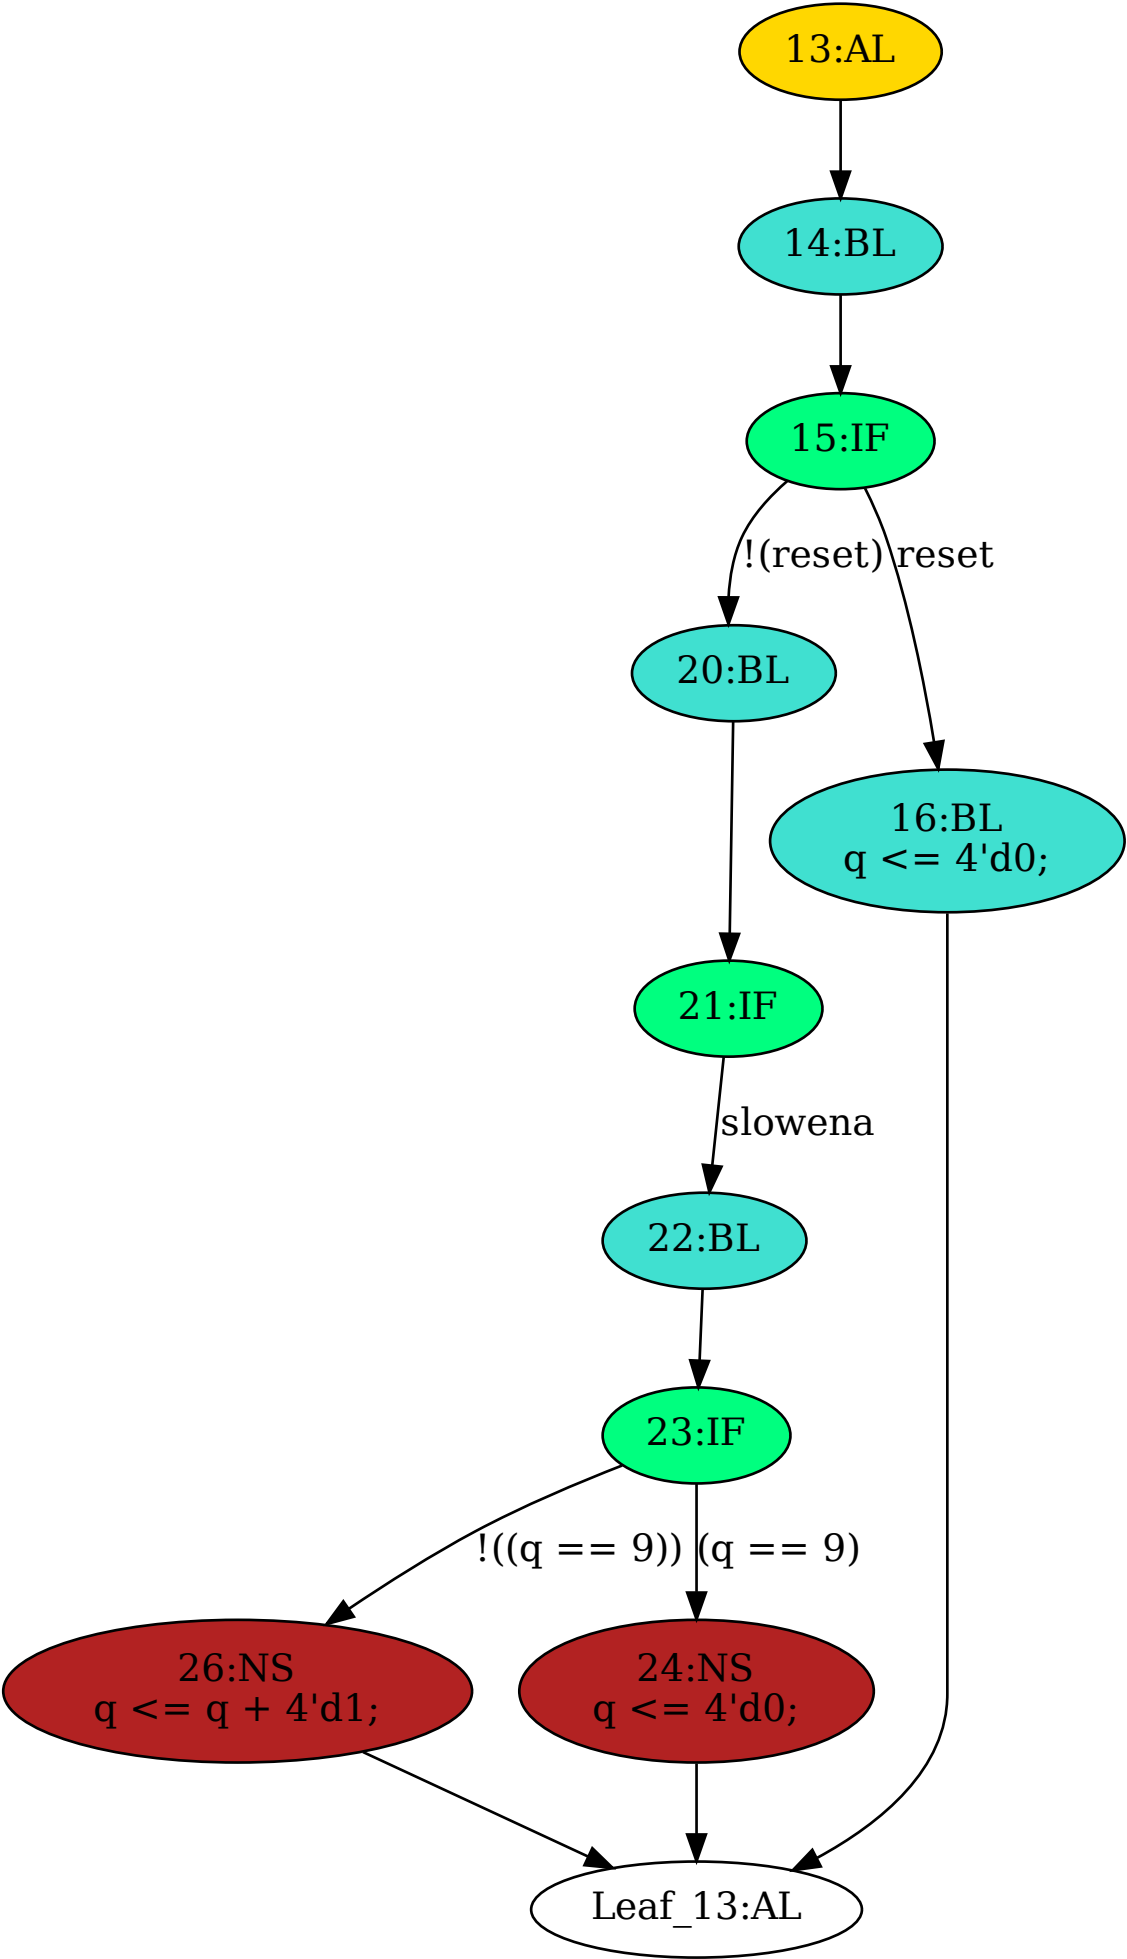 13:AL
14:BL
15:IF
!(reset)
reset
20:BL
16:BL
q <= 4'd0;
21:IF
slowena
22:BL
23:IF
!((q == 9))
(q == 9)
26:NS
q <= q + 4'd1;
24:NS
q <= 4'd0;
Leaf_13:AL